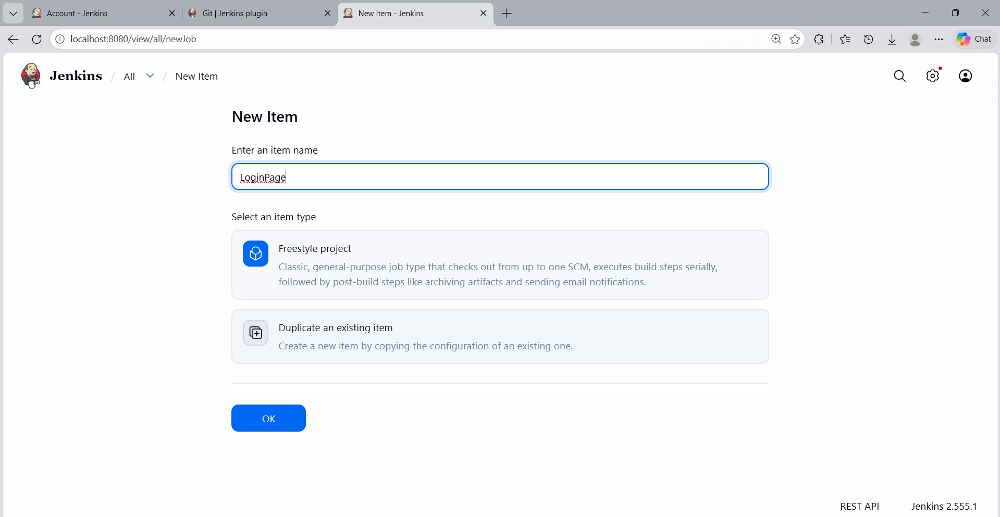 Account - Jenkins
Git | Jenkins plugin
New Item - Jenkins
localhost:8080/view/all/newJob
Chat
Jenkins / All / New Item
New Item
Enter an item name
LoginPage
Select an item type
Freestyle project
Classic, general-purpose job type that checks out from up to one SCM, executes build steps serially,
followed by post-build steps like archiving artifacts and sending email notifications.
Duplicate an existing item
Create a new item by copying the configuration of an existing one.
OK
REST API
Jenkins 2.555.1